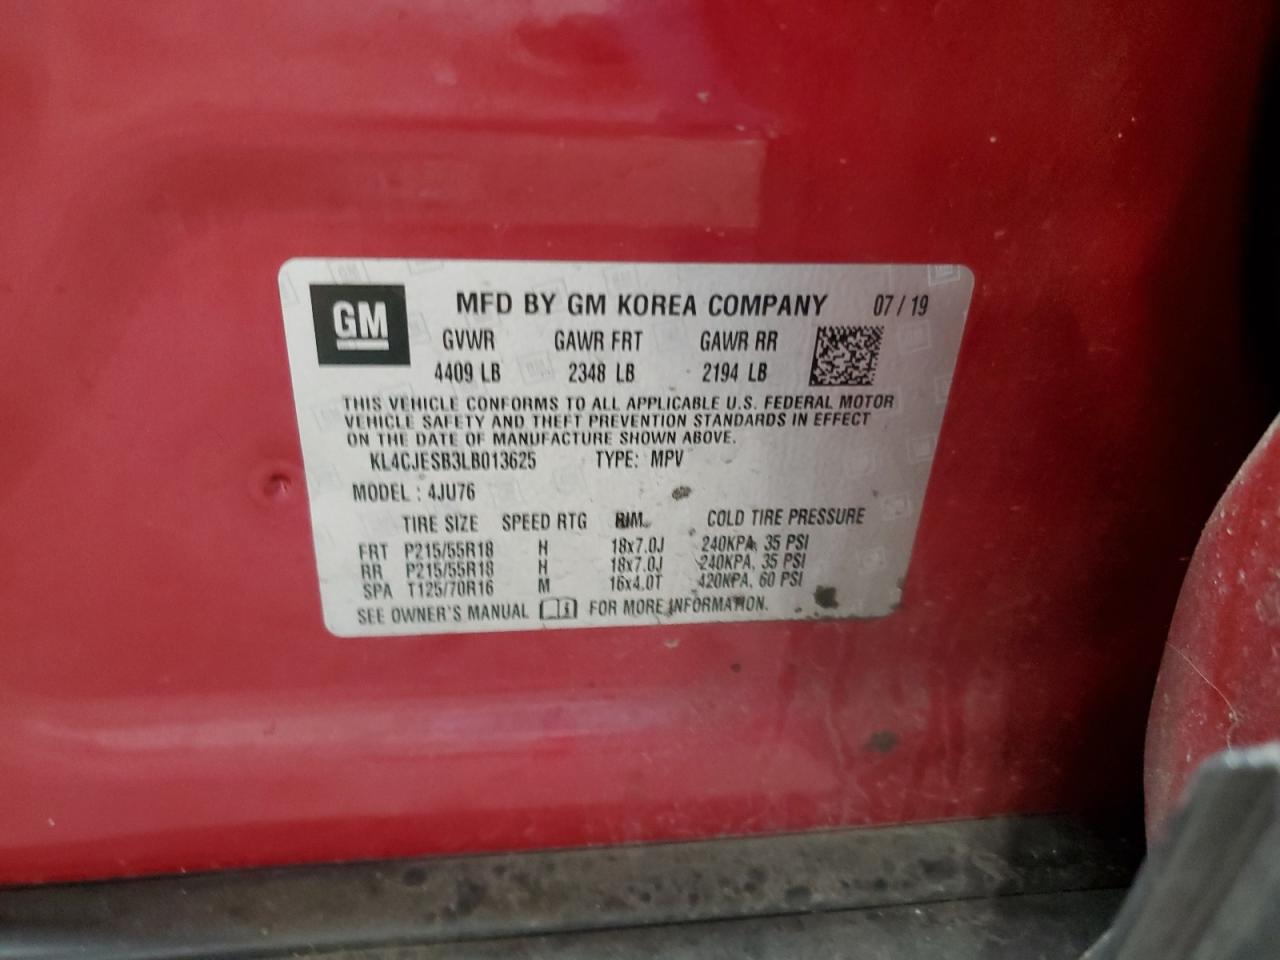 GM
MFD BY GM KOREA COMPANY 07 / 19
GVWR GAWR FRT GAWR RR
4409 LB 2348 LB 2194 LB
THIS VEHICLE CONFORMS TO ALL APPLICABLE U.S. FEDERAL MOTOR
VEHICLE SAFETY AND THEFT PREVENTION STANDARDS IN EFFECT
ON THE DATE OF MANUFACTURE SHOWN ABOVE.
KL4CJESB3LB013625 TYPE: MPV
MODEL : 4JU76
TIRE SIZE SPEED RTG RIM COLD TIRE PRESSURE
FRT P215/55R18 H 18x7.0J 240KPA, 35 PSI
RR P215/55R18 H 18x7.0J 240KPA, 35 PSI
SPA T125/70R16 M 16x4.0T 420KPA, 60 PSI
SEE OWNER'S MANUAL FOR MORE INFORMATION.